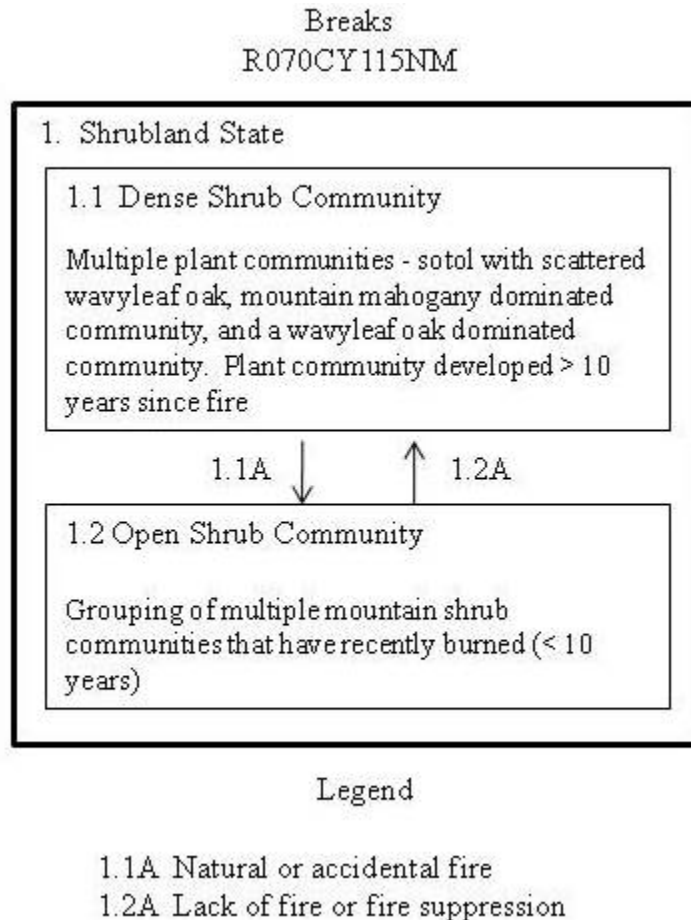 Breaks
R070CY115NM
1. Shrubland State
1.1 Dense Shrub Community
Multiple plant communities - sotol with scattered
wavyleaf oak, mountain mahogany dominated
community, and a wavyleaf oak dominated
community. Plant community developed > 10
years since fire
1.1A
1.2A
1.2 Open Shrub Community
Grouping of multiple mountain shrub
communities that have recently burned (< 10
years)
Legend
1.1A Natural or accidental fire
1.2A Lack of fire or fire suppression